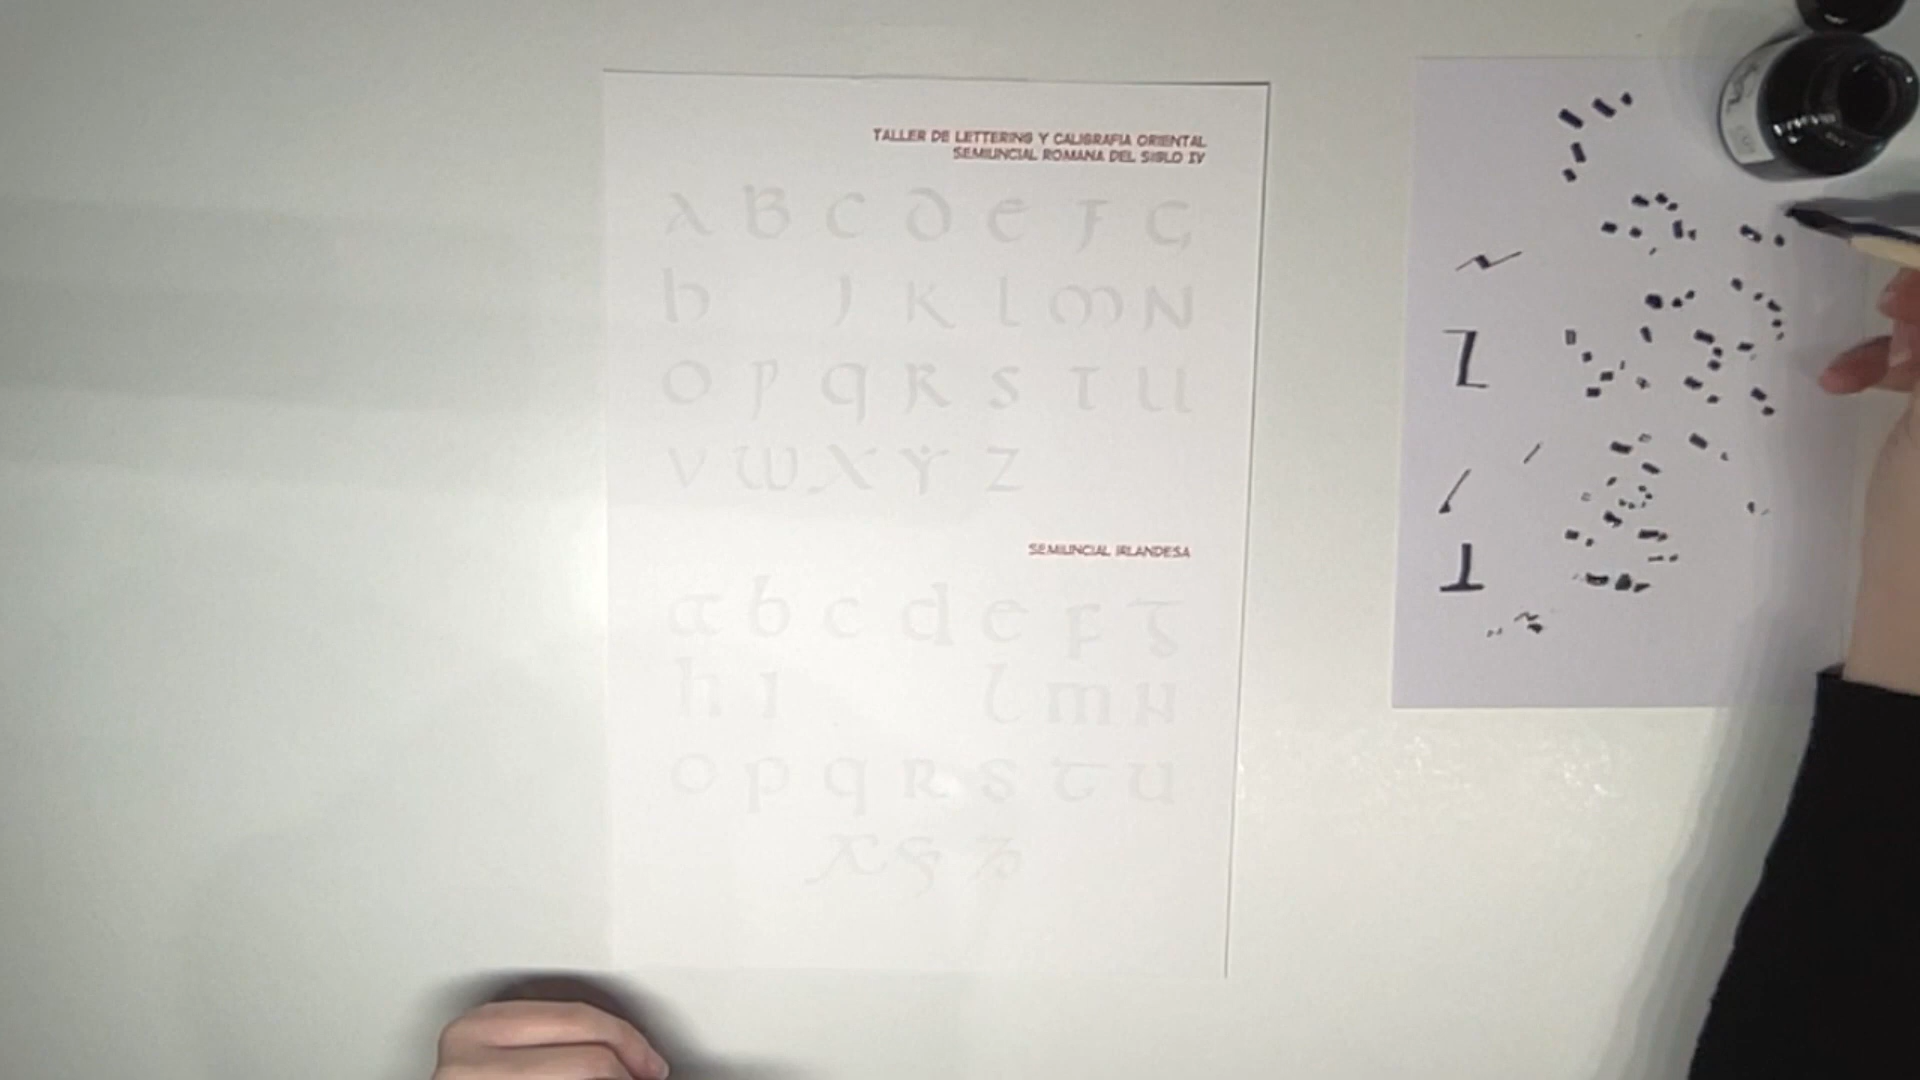 TALLER DE LETTERING Y CALIGRAFIA ORIENTAL
SEMIUNCIAL ROMANA DEL SIGLO IV
A B C D E F G
h J K L M N
O P q R S T U
V W X Y Z
SEMIUNCIAL IRLANDESA
a b c d e F G
h I L m N
O p q R S T U
X Y Z
Z